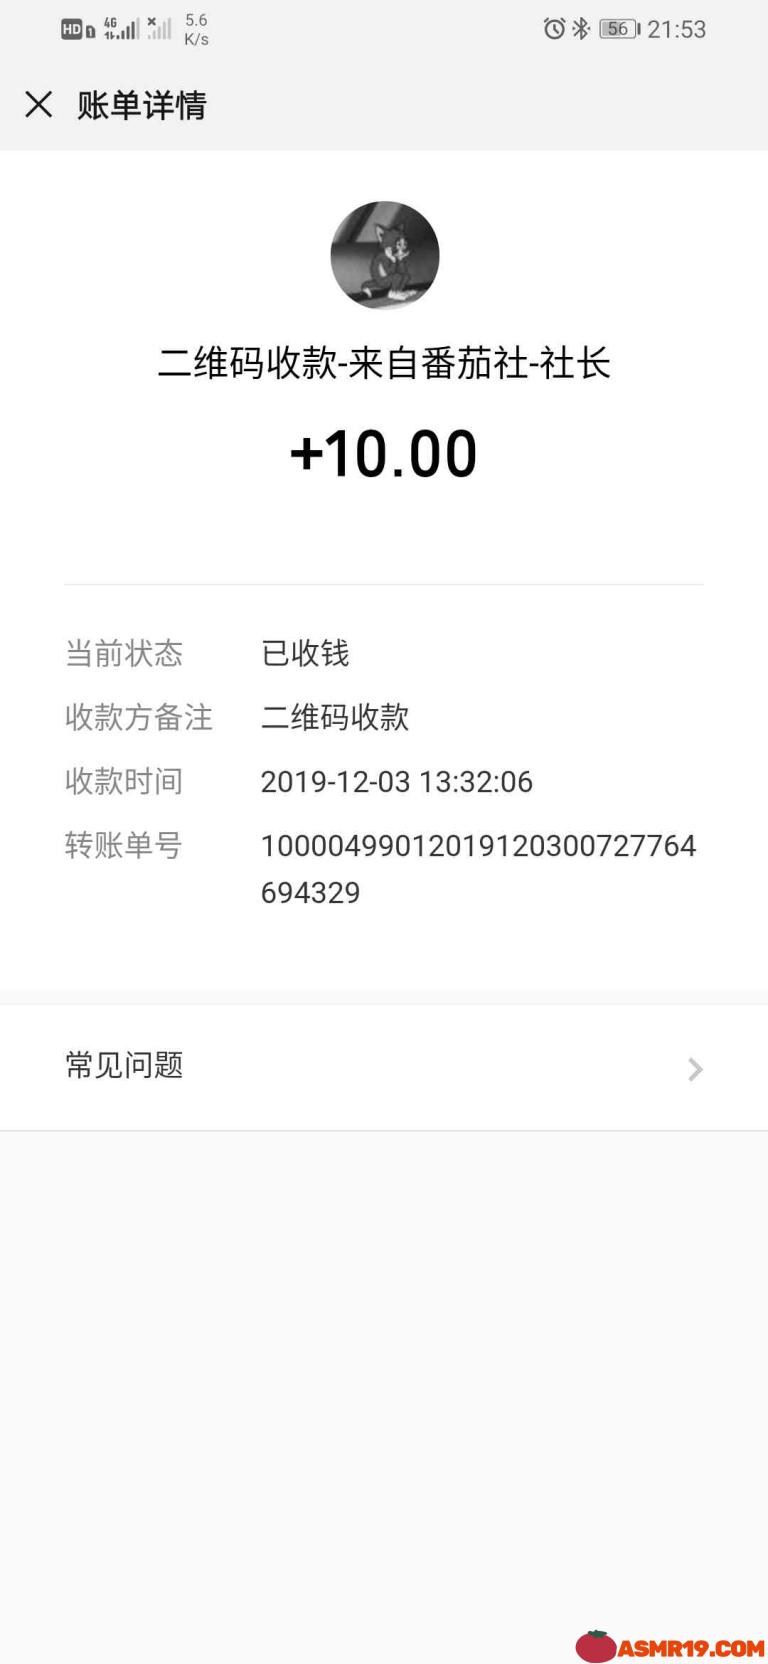 HD 1 4G 5.6 K/s 56 21:53
账单详情
二维码收款-来自番茄社-社长
+10.00
当前状态 已收钱
收款方备注 二维码收款
收款时间 2019-12-03 13:32:06
转账单号 10000499012019120300727764
694329
常见问题
ASMR19.COM